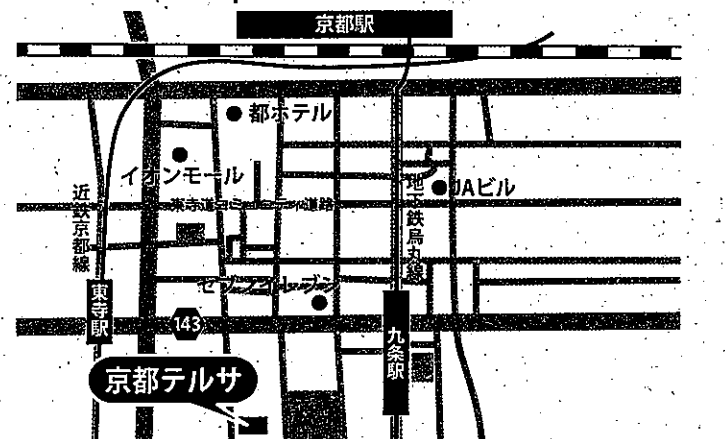 京都駅
都ホテル
イオンモール
JAビル
近鉄京都線
地下鉄烏丸線
セブンイレブン
東寺駅
143
九条駅
京都テルサ